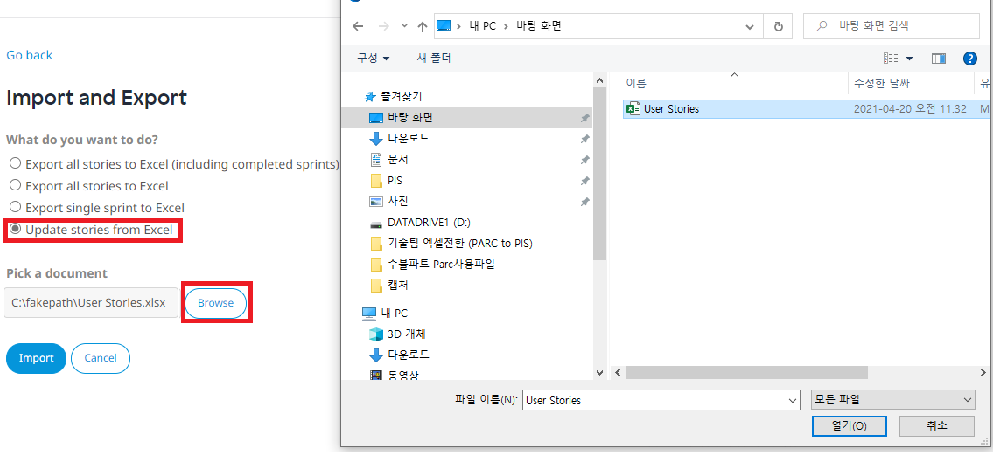 Go back
Import and Export
What do you want to do?
Export all stories to Excel (including completed sprints)
Export all stories to Excel
Export single sprint to Excel
Update stories from Excel
Pick a document
C:\fakepath\User Stories.xlsx
Browse
Import
Cancel
내 PC
바탕 화면
바탕 화면 검색
구성
새 폴더
즐겨찾기
바탕 화면
다운로드
문서
PIS
사진
DATADRIVE1 (D:)
기술팀 엑셀전환 (PARC to PIS)
수불파트 Parc사용파일
캡처
내 PC
3D 개체
다운로드
동영상
이름
수정한 날짜
유
User Stories
2021-04-20 오전 11:32
M
파일 이름(N):
User Stories
모든 파일
열기(O)
취소